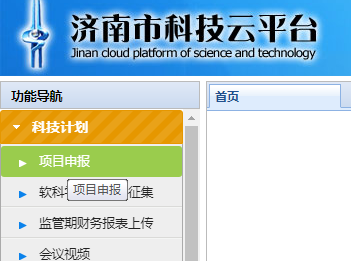 济南市科技云平台
Jinan cloud platform of science and technology
功能导航
首页
科技计划
项目申报
软科
项目申报
征集
监管期财务报表上传
会议视频